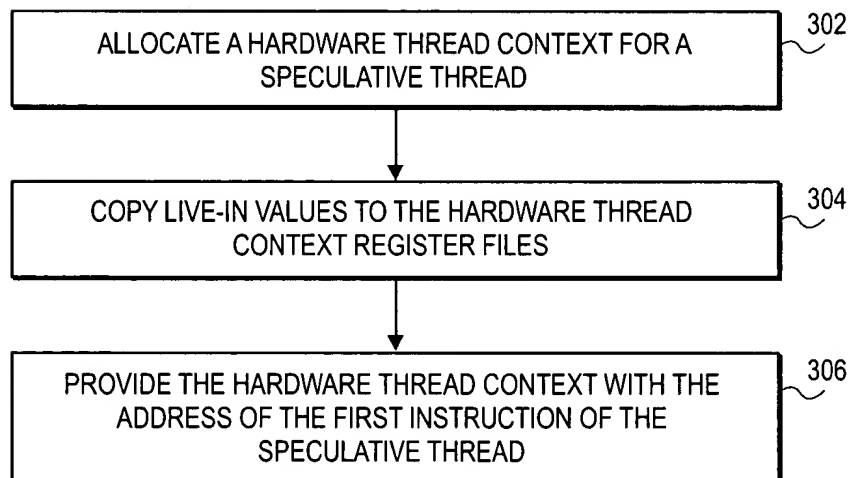 ALLOCATE A HARDWARE THREAD CONTEXT FOR A
SPECULATIVE THREAD
302
COPY LIVE-IN VALUES TO THE HARDWARE THREAD
CONTEXT REGISTER FILES
304
PROVIDE THE HARDWARE THREAD CONTEXT WITH THE
ADDRESS OF THE FIRST INSTRUCTION OF THE
SPECULATIVE THREAD
306